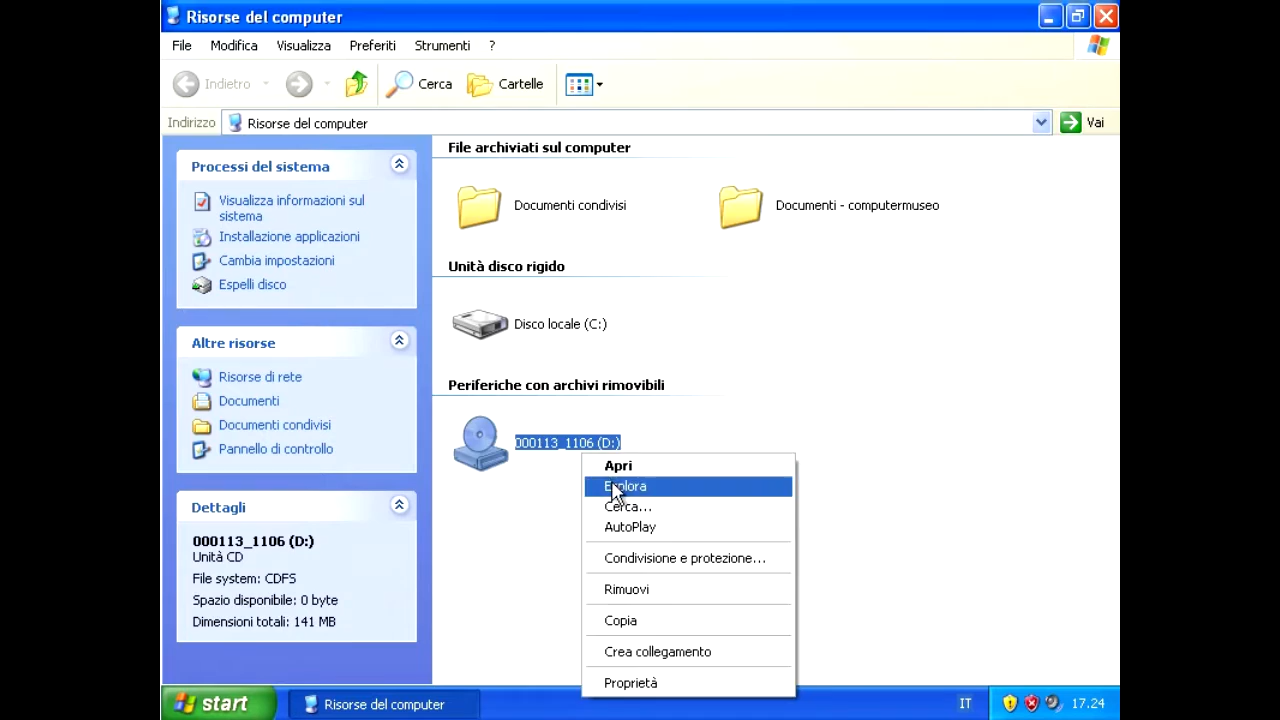 Risorse del computer
File Modifica Visualizza Preferiti Strumenti ?
Indietro Cerca Cartelle
Indirizzo Risorse del computer Vai
Processi del sistema
Visualizza informazioni sul
sistema
Installazione applicazioni
Cambia impostazioni
Espelli disco
Altre risorse
Risorse di rete
Documenti
Documenti condivisi
Pannello di controllo
Dettagli
000113_1106 (D:)
Unità CD
File system: CDFS
Spazio disponibile: 0 byte
Dimensioni totali: 141 MB
File archiviati sul computer
Documenti condivisi Documenti - computermuseo
Unità disco rigido
Disco locale (C:)
Periferiche con archivi rimovibili
000113_1106 (D:)
Apri
Esplora
Cerca...
AutoPlay
Condivisione e protezione...
Rimuovi
Copia
Crea collegamento
Proprietà
start Risorse del computer IT 17.24